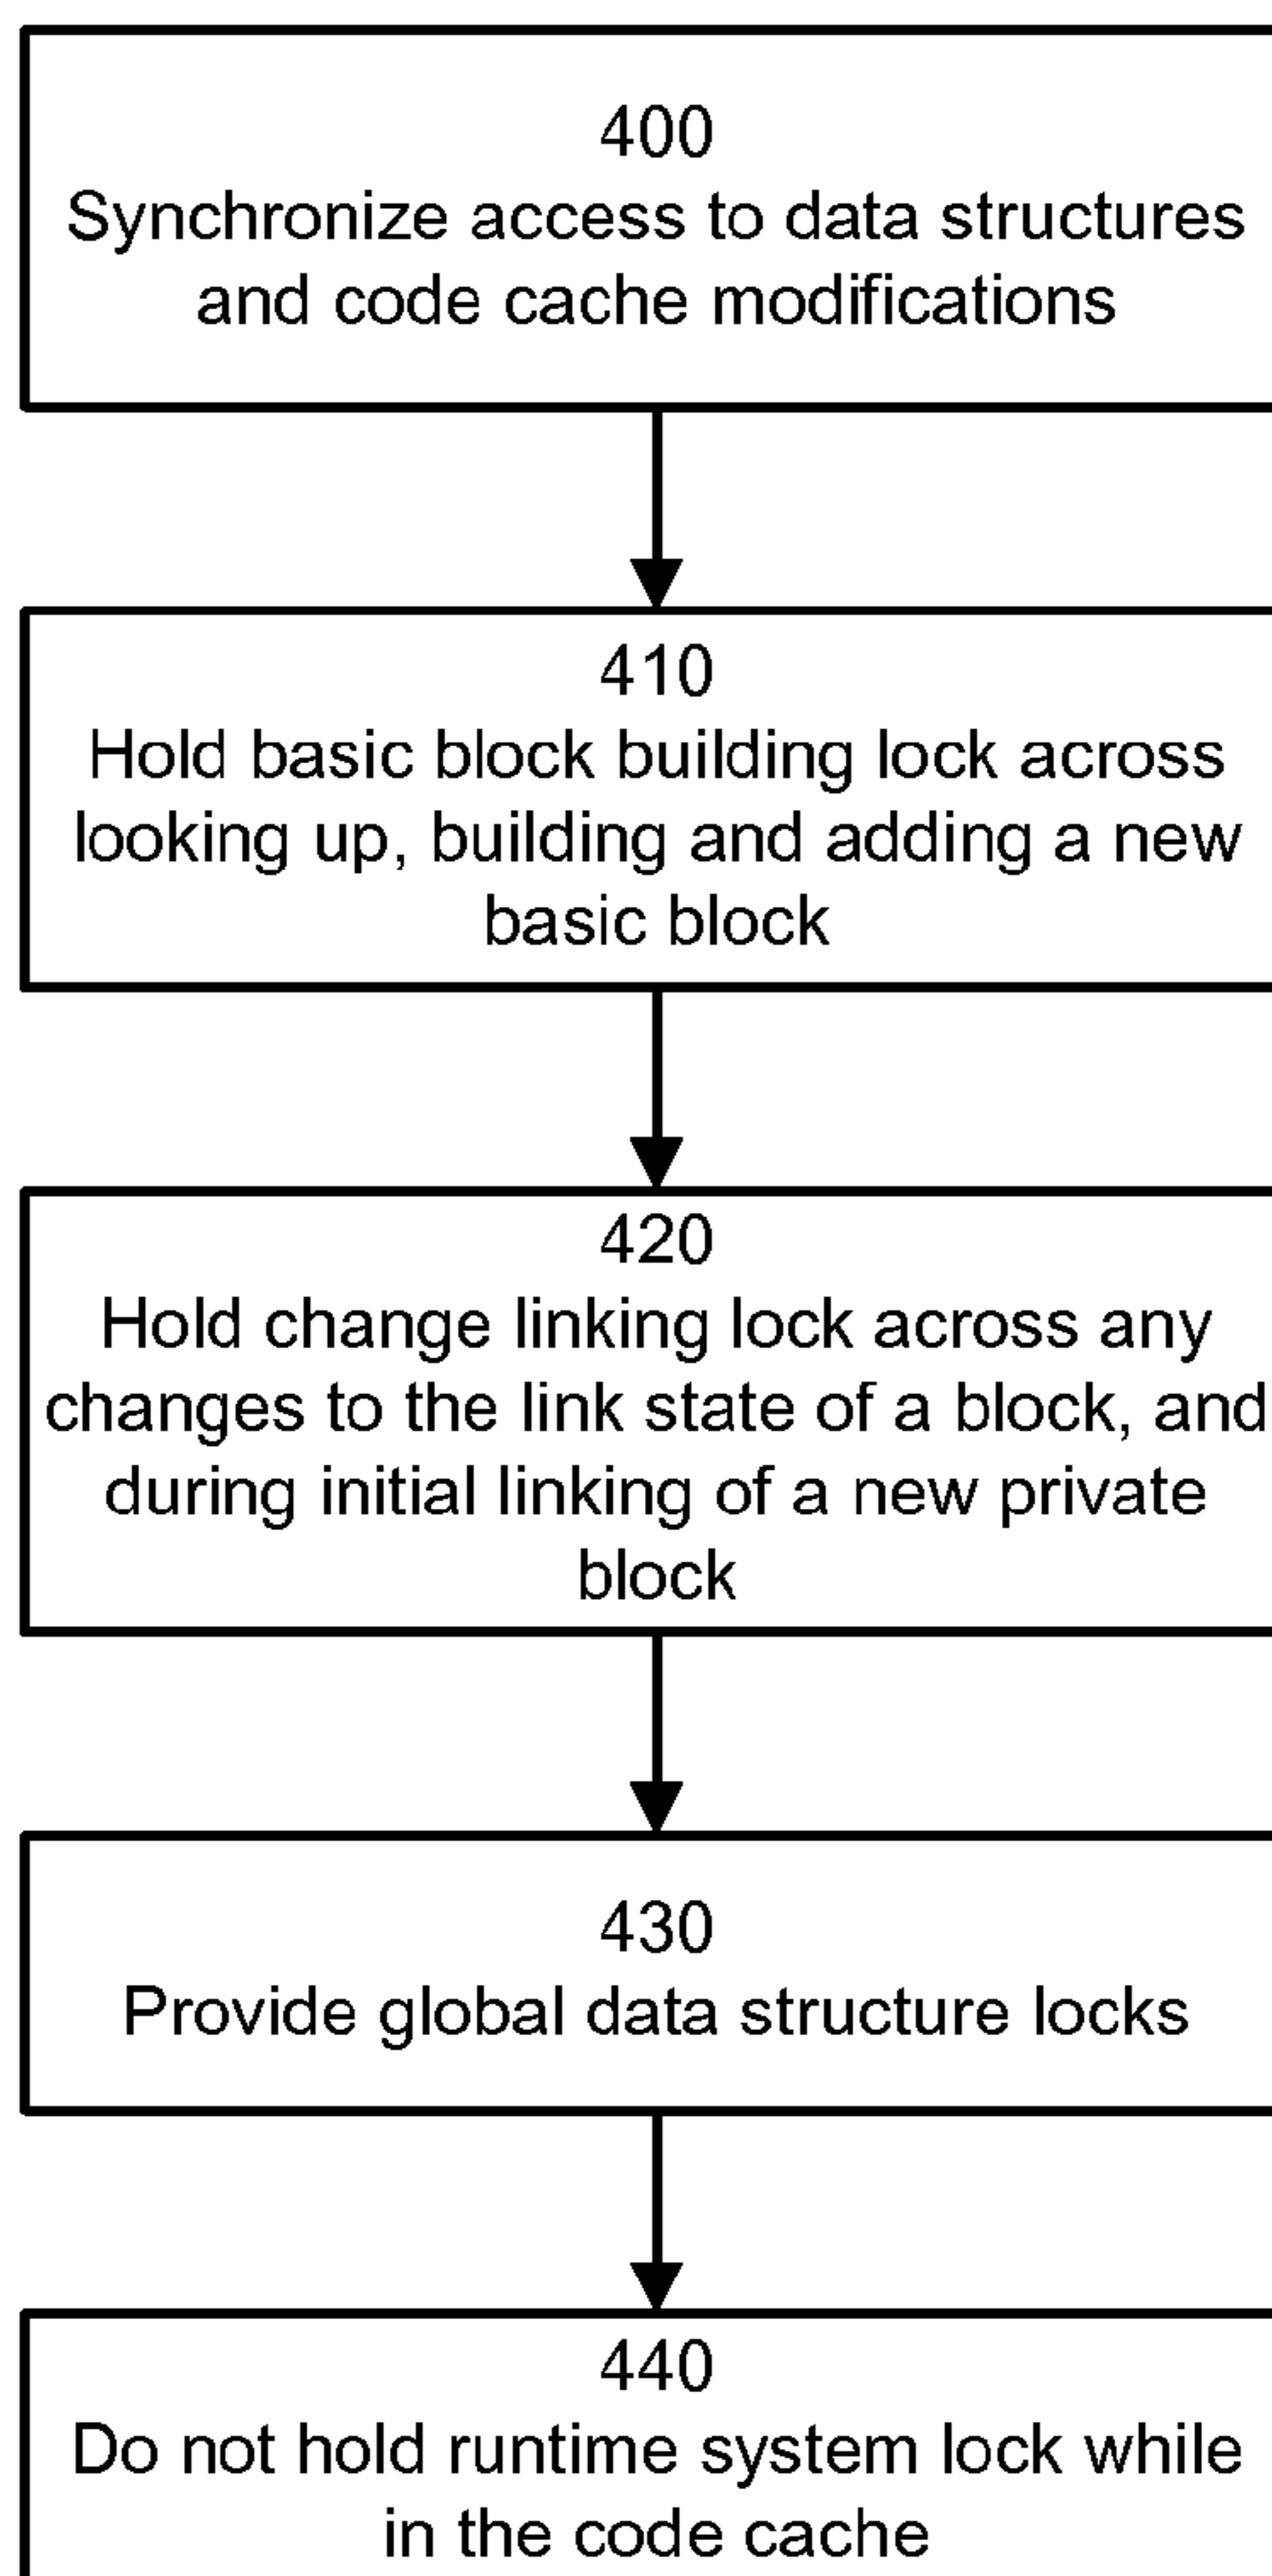 400
Synchronize access to data structures
and code cache modifications
410
Hold basic block building lock across
looking up, building and adding a new
basic block
420
Hold change linking lock across any
changes to the link state of a block, and
during initial linking of a new private
block
430
Provide global data structure locks
440
Do not hold runtime system lock while
in the code cache